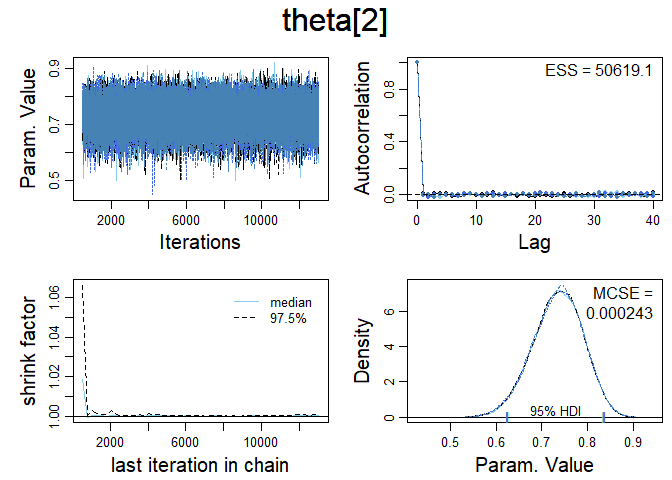 theta[2]
Param. Value
0.5 0.7 0.9
2000 6000 10000
Iterations
Autocorrelation
0.0 0.4 0.8
ESS = 50619.1
0 10 20 30 40
Lag
shrink factor
1.00 1.02 1.04 1.06
median
97.5%
2000 6000 10000
last iteration in chain
Density
0 2 4 6
MCSE =
0.000243
95% HDI
0.5 0.6 0.7 0.8 0.9
Param. Value